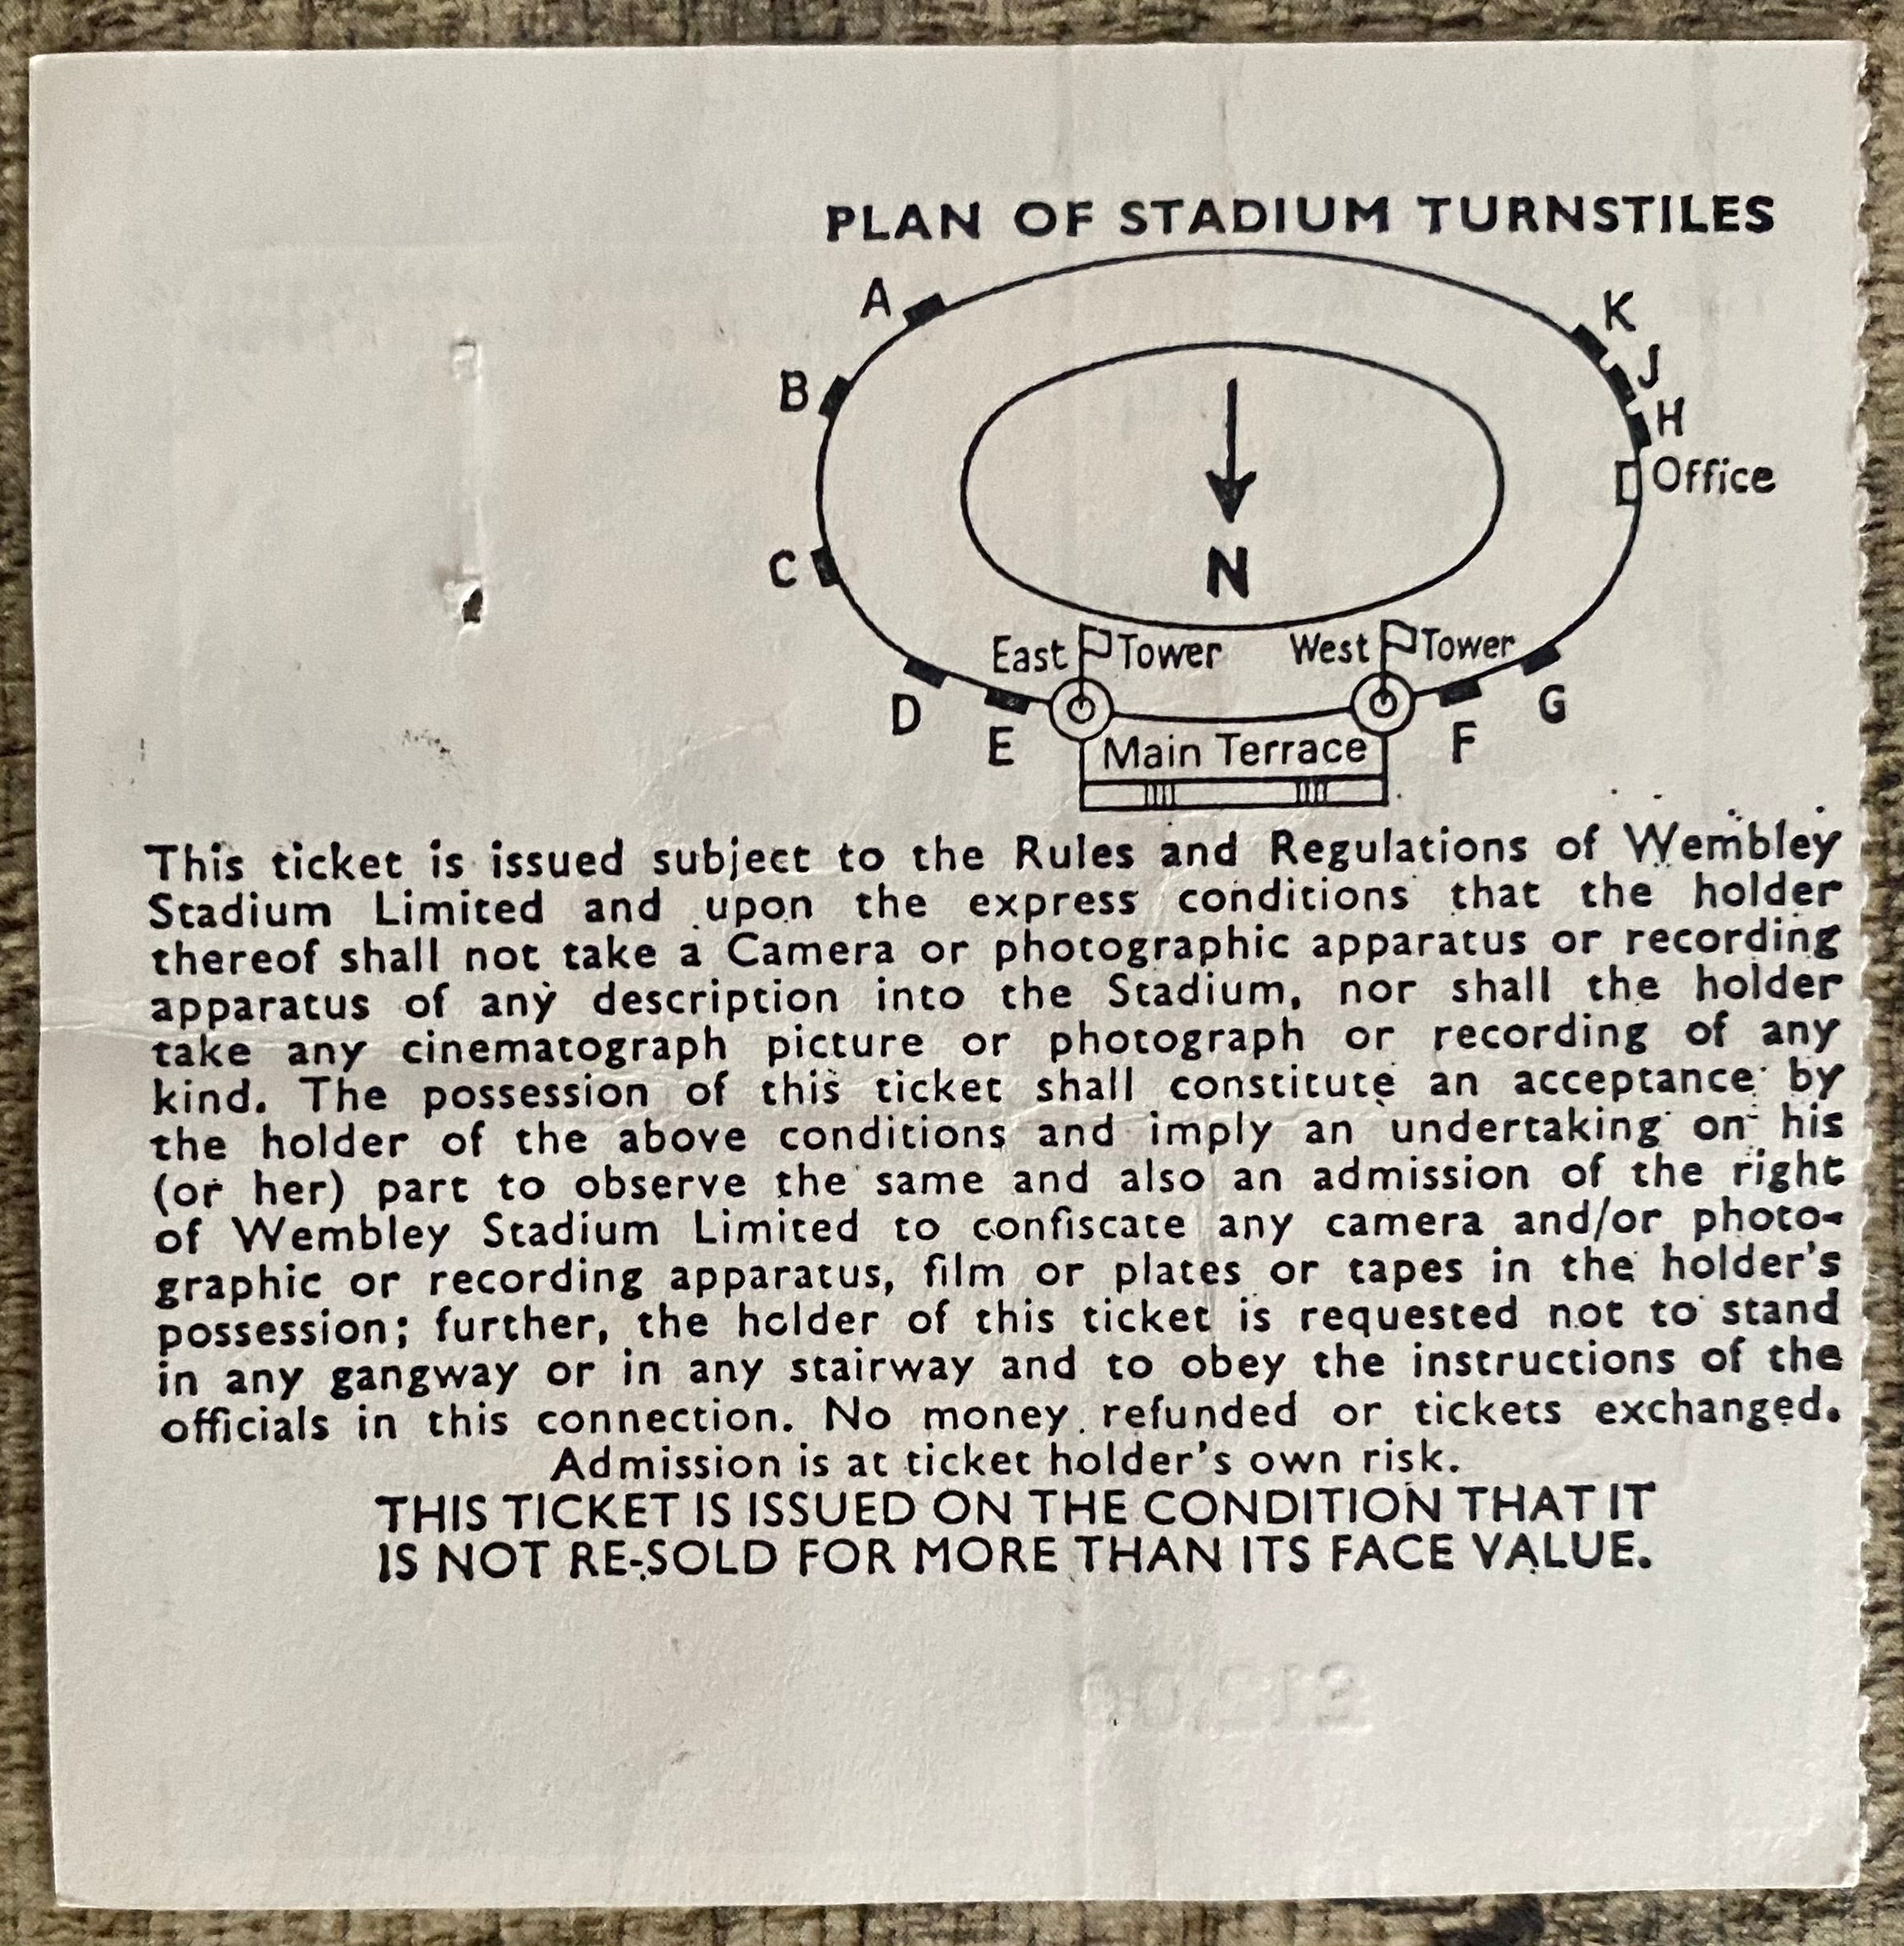 PLAN OF STADIUM TURNSTILES
A
K
J
B
H
Office
C
N
East Tower West Tower
D
G
E
F
Main Terrace
This ticket is issued subject to the Rules and Regulations of Wembley
Stadium Limited and upon the express conditions that the holder
thereof shall not take a Camera or photographic apparatus or recording
apparatus of any description into the Stadium, nor shall the holder
take any cinematograph picture or photograph or recording of any
kind. The possession of this ticket shall constitute an acceptance by
the holder of the above conditions and imply an undertaking on his
(or her) part to observe the same and also an admission of the right
of Wembley Stadium Limited to confiscate any camera and/or photo-
graphic or recording apparatus, film or plates or tapes in the holder's
possession; further, the holder of this ticket is requested not to stand
in any gangway or in any stairway and to obey the instructions of the
officials in this connection. No money refunded or tickets exchanged.
Admission is at ticket holder's own risk.
THIS TICKET IS ISSUED ON THE CONDITION THAT IT
IS NOT RE-SOLD FOR MORE THAN ITS FACE VALUE.